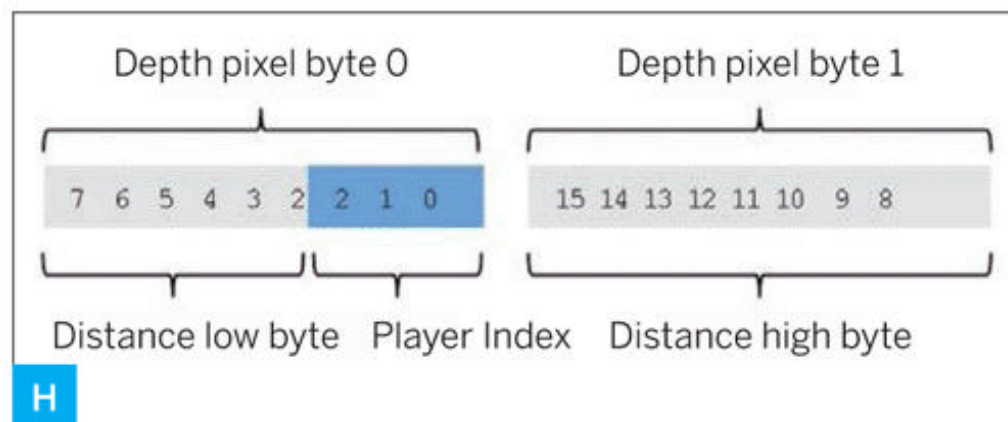 Depth pixel byte 0 Depth pixel byte 1
7 6 5 4 3 2 2 1 0 15 14 13 12 11 10 9 8
Distance low byte Player Index Distance high byte
H